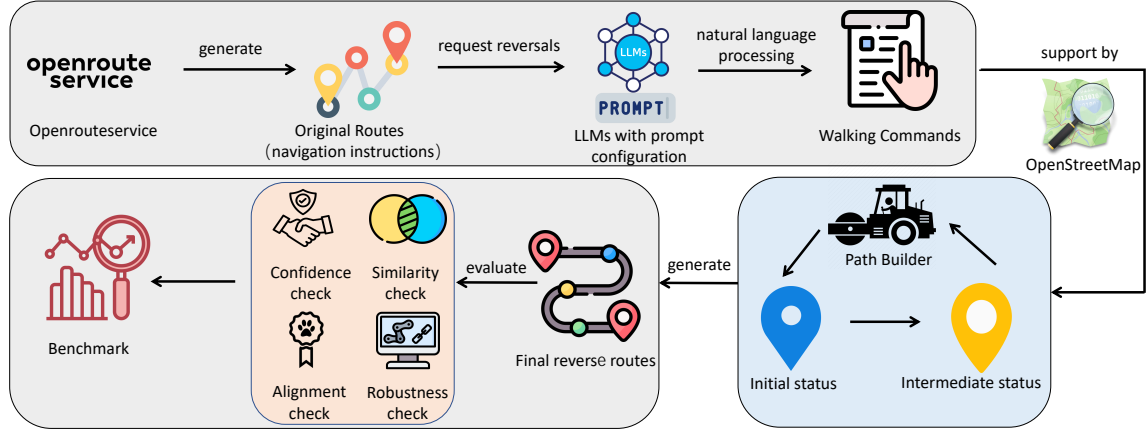 openroute
service
Openrouteservice
generate
Original Routes
(navigation instructions)
request reversals
LLMs
PROMPT
LLMs with prompt
configuration
natural language
processing
Walking Commands
support by
OpenStreetMap
Path Builder
Initial status
Intermediate status
generate
Final reverse routes
evaluate
Confidence
check
Similarity
check
Alignment
check
Robustness
check
Benchmark